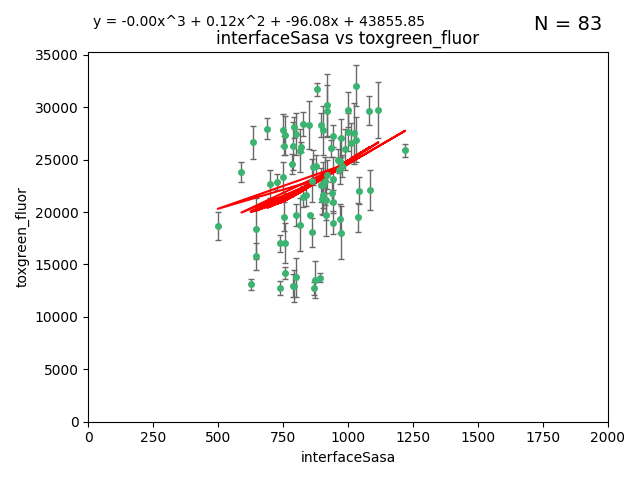 y = -0.00x^3 + 0.12x^2 + -96.08x + 43855.85
N = 83
interfaceSasa vs toxgreen_fluor
35000
30000
25000
20000
15000
10000
5000
0
toxgreen_fluor
0 250 500 750 1000 1250 1500 1750 2000
interfaceSasa